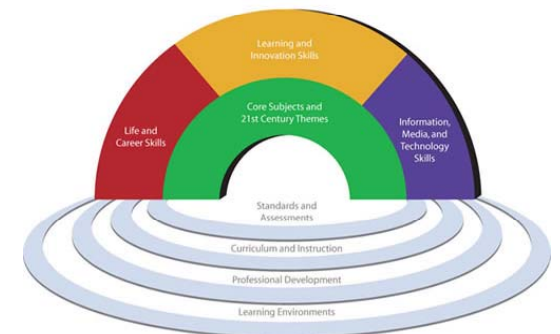 Learning and
Innovation Skills
Core Subjects and
21st Century Themes
Life and
Career Skills
Information,
Media, and
Technology
Skills
Standards and
Assessments
Curriculum and Instruction
Professional Development
Learning Environments